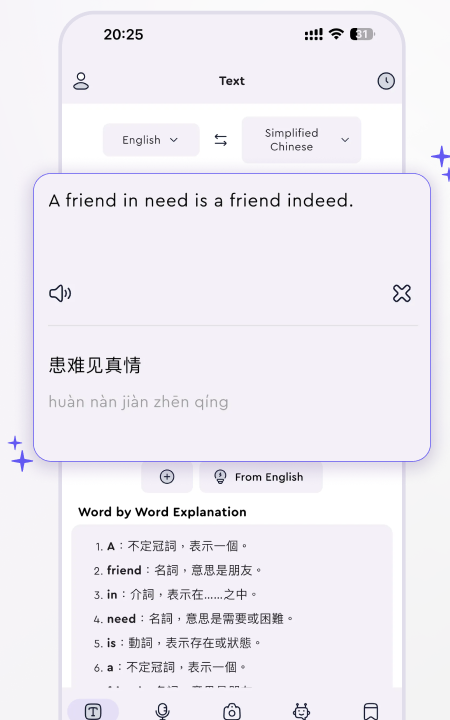 20:25
31
Text
English
Simplified
Chinese
A friend in need is a friend indeed.
患难见真情
huàn nàn jiàn zhēn qíng
From English
Word by Word Explanation
1. A：不定冠詞，表示一個。
2. friend：名詞，意思是朋友。
3. in：介詞，表示在……之中。
4. need：名詞，意思是需要或困難。
5. is：動詞，表示存在或狀態。
6. a：不定冠詞，表示一個。